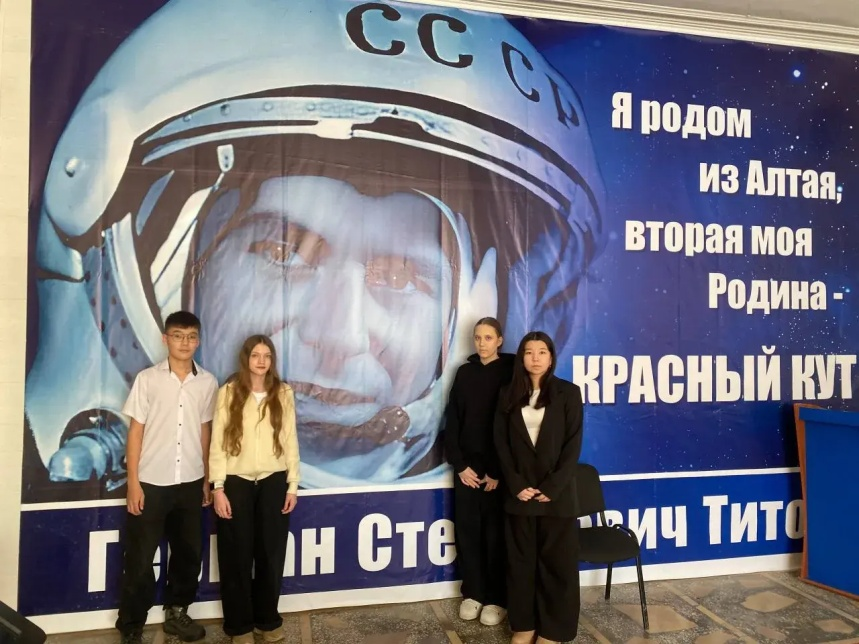 СССР
Я родом
из Алтая,
вторая моя
Родина -
КРАСНЫЙ КУТ